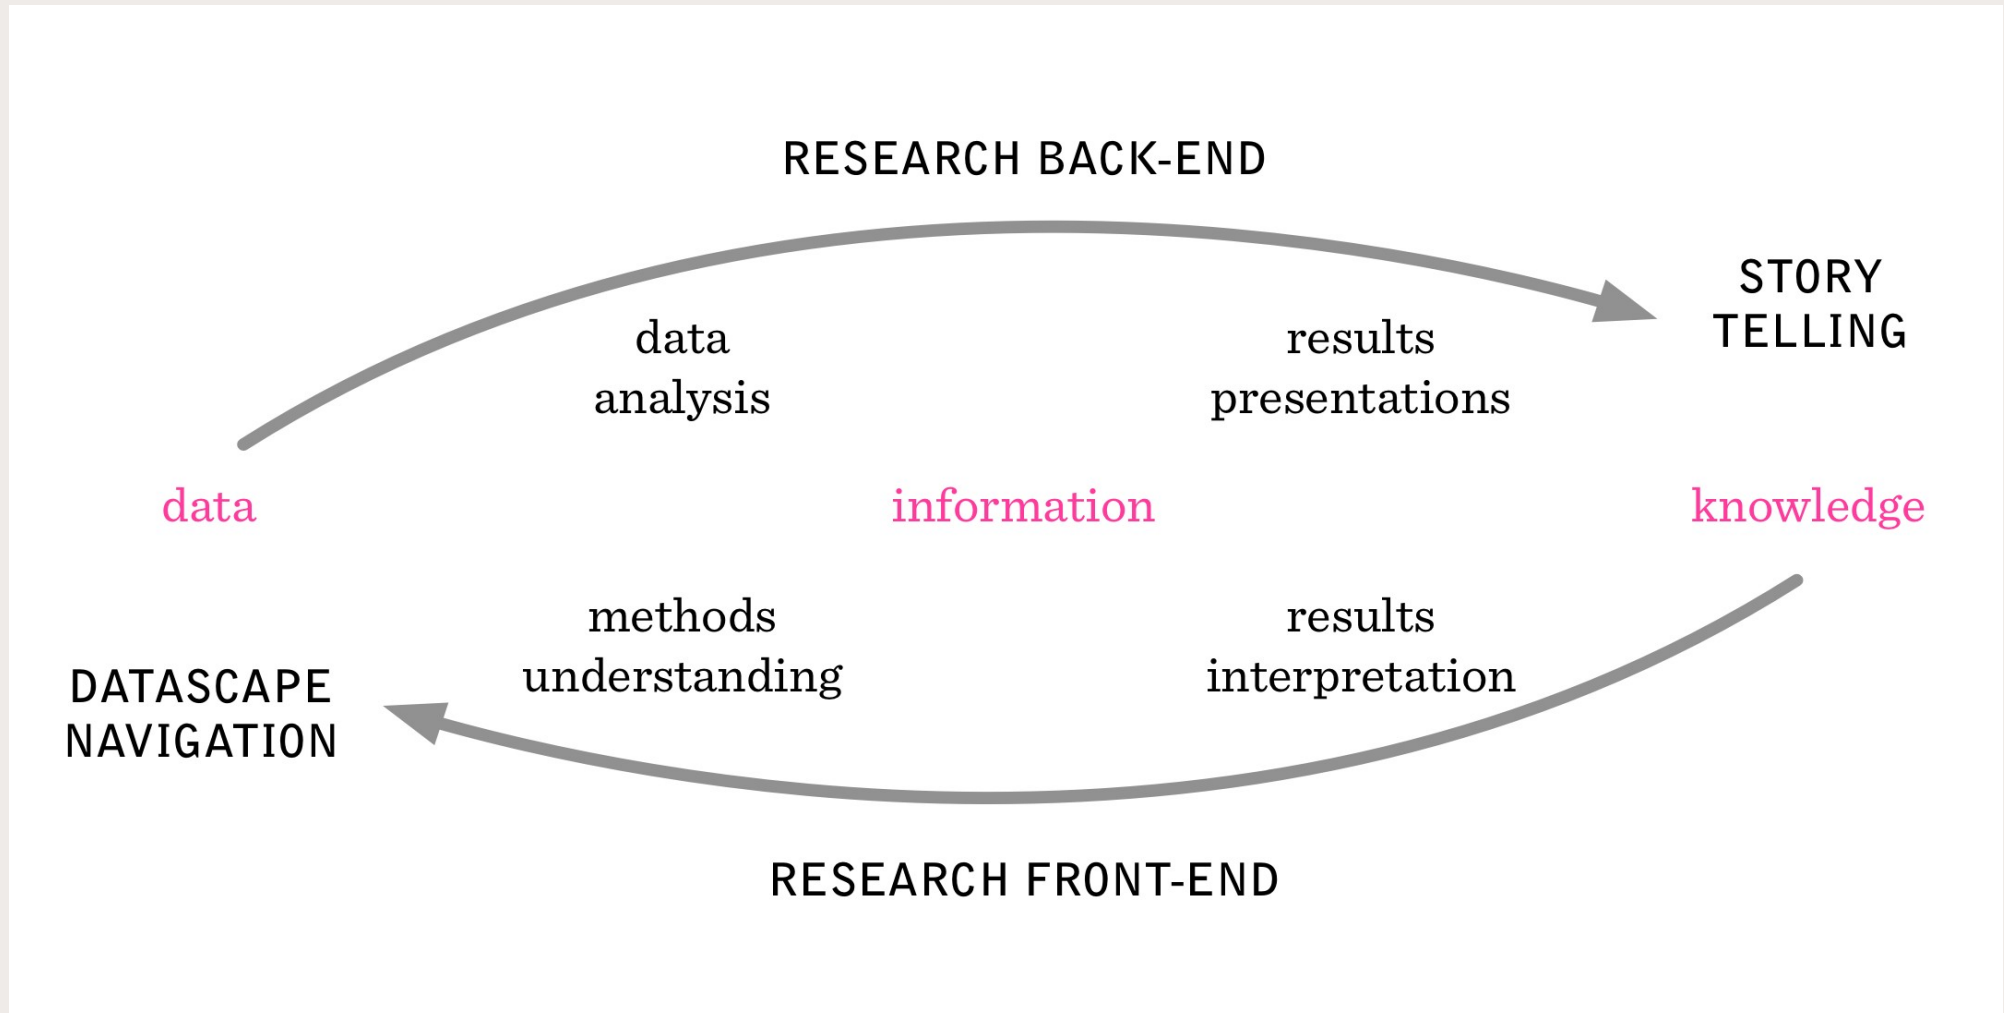 RESEARCH BACK-END
STORY
TELLING
data
analysis
results
presentations
data
information
knowledge
methods
understanding
results
interpretation
DATASCAPE
NAVIGATION
RESEARCH FRONT-END